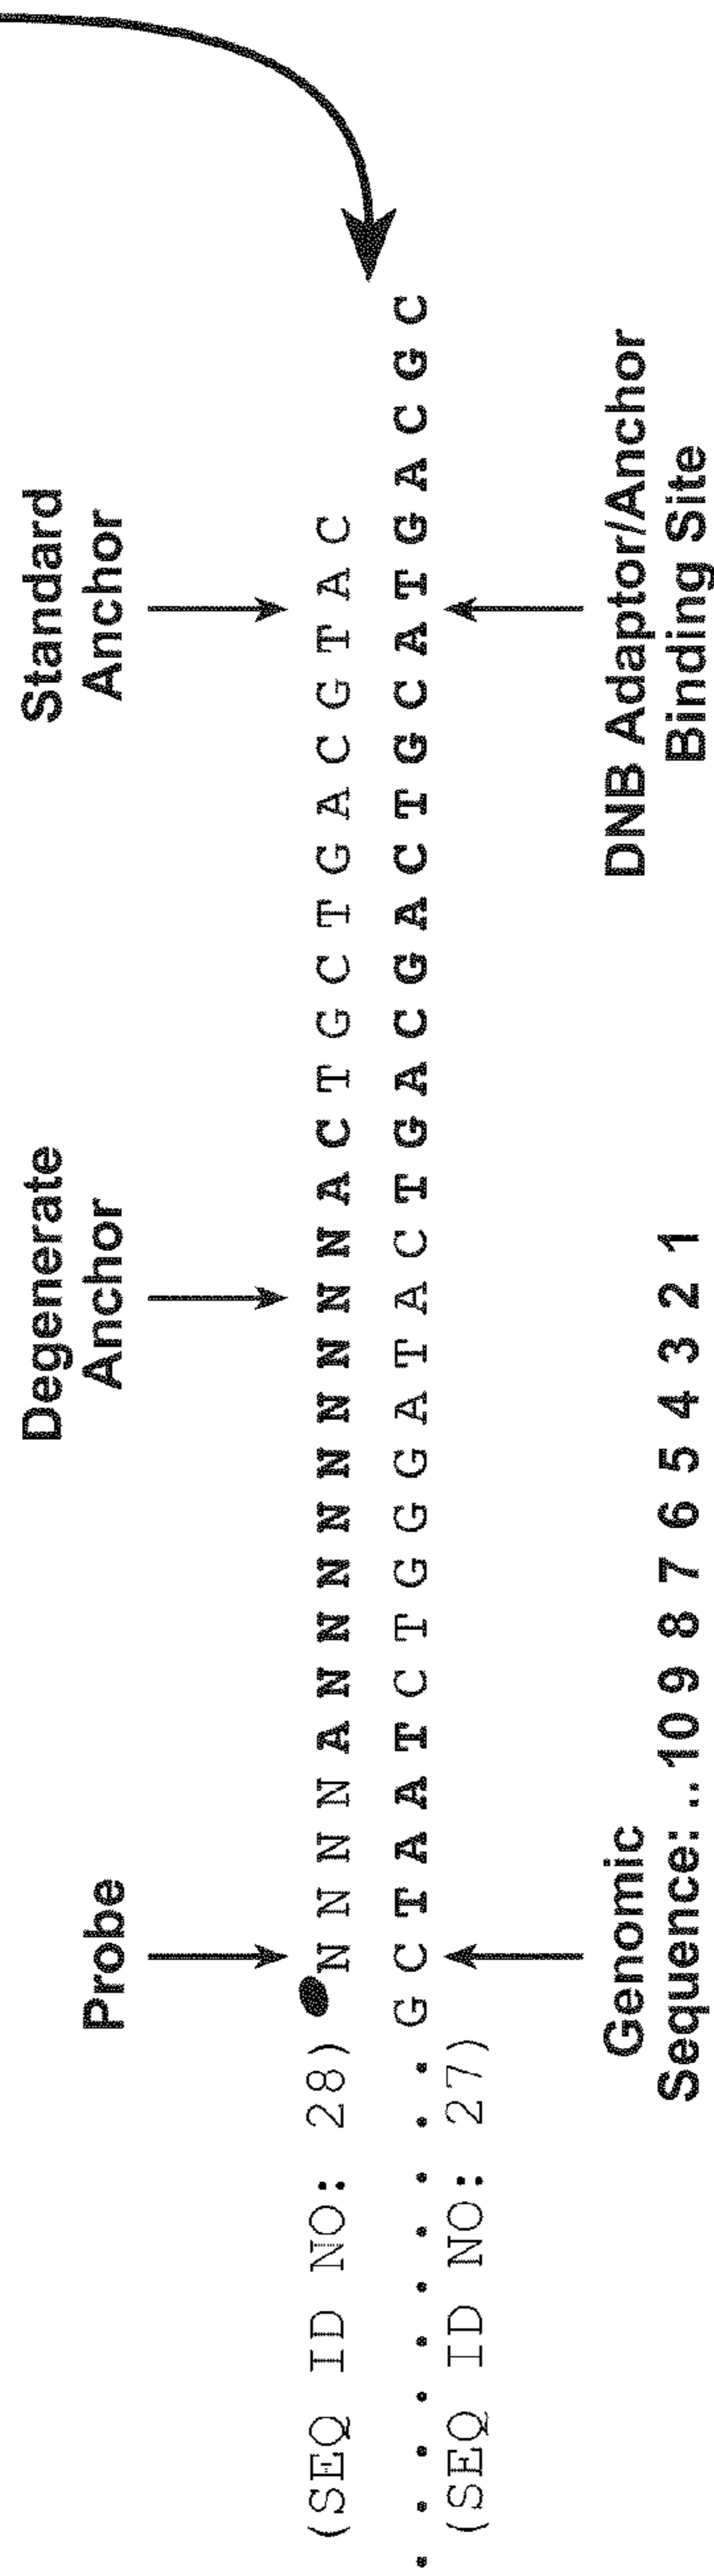 Degenerate
Anchor
Standard
Anchor
Probe
(SEQ ID NO: 28) N N N N A N N N N N N N N N A C T G C T G A C G T A C
. . . . . . . . . . G C T A A T C T G G G A T A C T G A C G A C T G C A T G A C G C
(SEQ ID NO: 27)
Genomic
Sequence: ..10 9 8 7 6 5 4 3 2 1
DNB Adaptor/Anchor
Binding Site